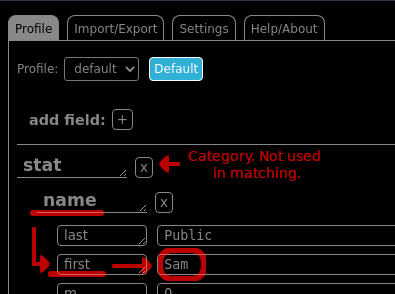 Profile Import/Export Settings Help/About
Profile: default Default
add field: +
stat x Category. Not used
in matching.
name x
last Public
first Sam
m 0